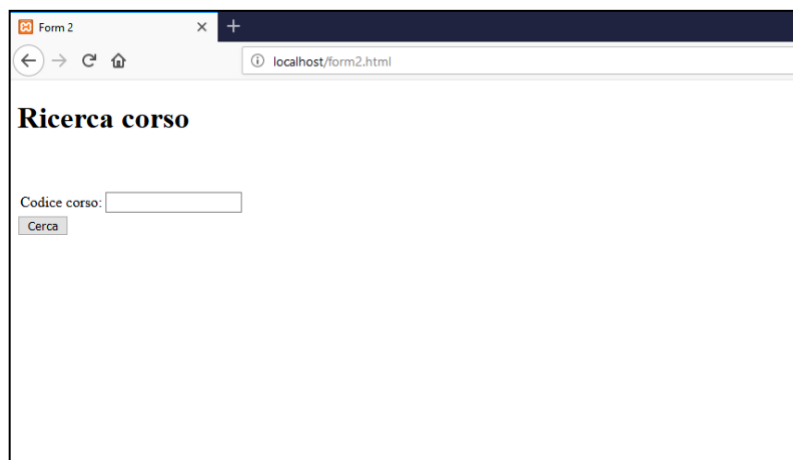 Form 2
localhost/form2.html
Ricerca corso
Codice corso:
Cerca